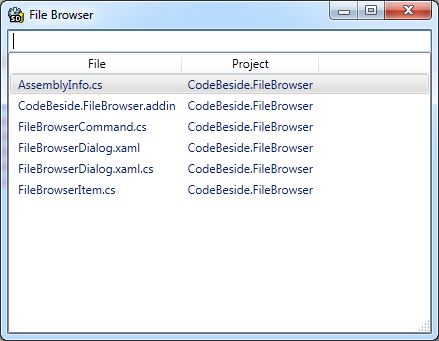 File Browser
File Project
AssemblyInfo.cs CodeBeside.FileBrowser
CodeBeside.FileBrowser.addin CodeBeside.FileBrowser
FileBrowserCommand.cs CodeBeside.FileBrowser
FileBrowserDialog.xaml CodeBeside.FileBrowser
FileBrowserDialog.xaml.cs CodeBeside.FileBrowser
FileBrowserItem.cs CodeBeside.FileBrowser